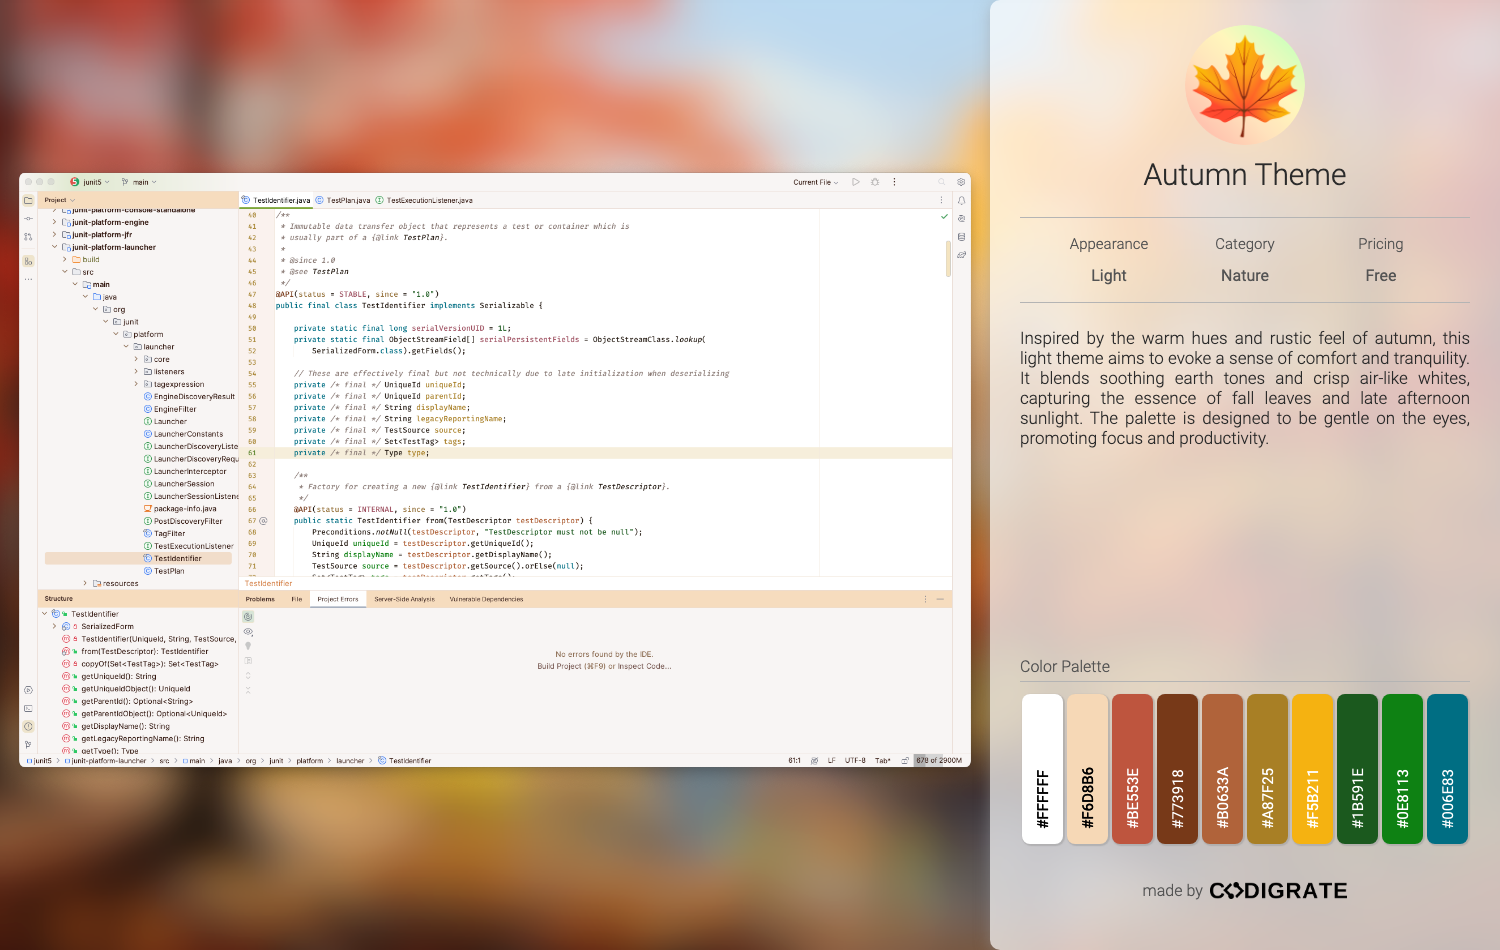 junit5
main
Current File
Project
junit-platform-console-standalone
junit-platform-engine
junit-platform-jfr
junit-platform-launcher
build
src
main
java
org
junit
platform
launcher
core
listeners
tagexpression
EngineDiscoveryResult
EngineFilter
Launcher
LauncherConstants
LauncherDiscoveryListe
LauncherDiscoveryRequ
LauncherInterceptor
LauncherSession
LauncherSessionListene
package-info.java
PostDiscoveryFilter
TagFilter
TestExecutionListener
TestIdentifier
TestPlan
resources
Structure
TestIdentifier
SerializedForm
TestIdentifier(UniqueId, String, TestSource,
from(TestDescriptor): TestIdentifier
copyOf(Set<TestTag>): Set<TestTag>
getUniqueId(): String
getUniqueIdObject(): UniqueId
getParentId(): Optional<String>
getParentIdObject(): Optional<UniqueId>
getDisplayName(): String
getLegacyReportingName(): String
getType(): Type
TestIdentifier.java TestPlan.java TestExecutionListener.java
40 /**
41 * Immutable data transfer object that represents a test or container which is
42 * usually part of a {@link TestPlan}.
43 *
44 * @since 1.0
45 * @see TestPlan
46 */
47 @API(status = STABLE, since = "1.0")
48 public final class TestIdentifier implements Serializable {
49
50 private static final long serialVersionUID = 1L;
51 private static final ObjectStreamField[] serialPersistentFields = ObjectStreamClass.lookup(
52 SerializedForm.class).getFields();
53
54 // These are effectively final but not technically due to late initialization when deserializing
55 private /* final */ UniqueId uniqueId;
56 private /* final */ UniqueId parentId;
57 private /* final */ String displayName;
58 private /* final */ String legacyReportingName;
59 private /* final */ TestSource source;
60 private /* final */ Set<TestTag> tags;
61 private /* final */ Type type;
62
63 /**
64 * Factory for creating a new {@link TestIdentifier} from a {@link TestDescriptor}.
65 */
66 @API(status = INTERNAL, since = "1.0")
67 public static TestIdentifier from(TestDescriptor testDescriptor) {
68 Preconditions.notNull(testDescriptor, "TestDescriptor must not be null");
69 UniqueId uniqueId = testDescriptor.getUniqueId();
70 String displayName = testDescriptor.getDisplayName();
71 TestSource source = testDescriptor.getSource().orElse(null);
TestIdentifier
Problems File Project Errors Server-Side Analysis Vulnerable Dependencies
No errors found by the IDE.
Build Project (⌘F9) or Inspect Code...
junit5 > junit-platform-launcher > src > main > java > org > junit > platform > launcher > TestIdentifier
61:1 LF UTF-8 Tab* 678 of 2900M
Autumn Theme
Appearance Category Pricing
Light Nature Free
Inspired by the warm hues and rustic feel of autumn, this
light theme aims to evoke a sense of comfort and tranquility.
It blends soothing earth tones and crisp air-like whites,
capturing the essence of fall leaves and late afternoon
sunlight. The palette is designed to be gentle on the eyes,
promoting focus and productivity.
Color Palette
#FFFFFF
#F6D8B6
#BE553E
#773918
#B0633A
#A87F25
#F5B211
#1B591E
#0E8113
#006E83
made by CODIGRATE